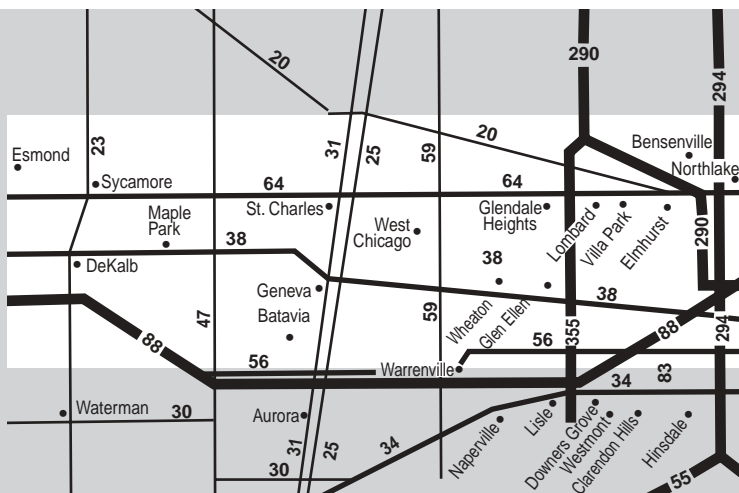 20
290
294
Esmond
23
31
25
59
20
Bensenville
Northlake
Sycamore
64
64
St. Charles
Maple
Park
West
Chicago
Glendale
Heights
Lombard
Villa Park
Elmhurst
290
38
DeKalb
38
Geneva
Batavia
47
59
Wheaton
Glen Ellen
38
88
355
88
294
56
56
Warrenville
34
83
Waterman
30
Aurora
31
25
34
Naperville
Lisle
Downers Grove
Westmont
Clarendon Hills
Hinsdale
30
55